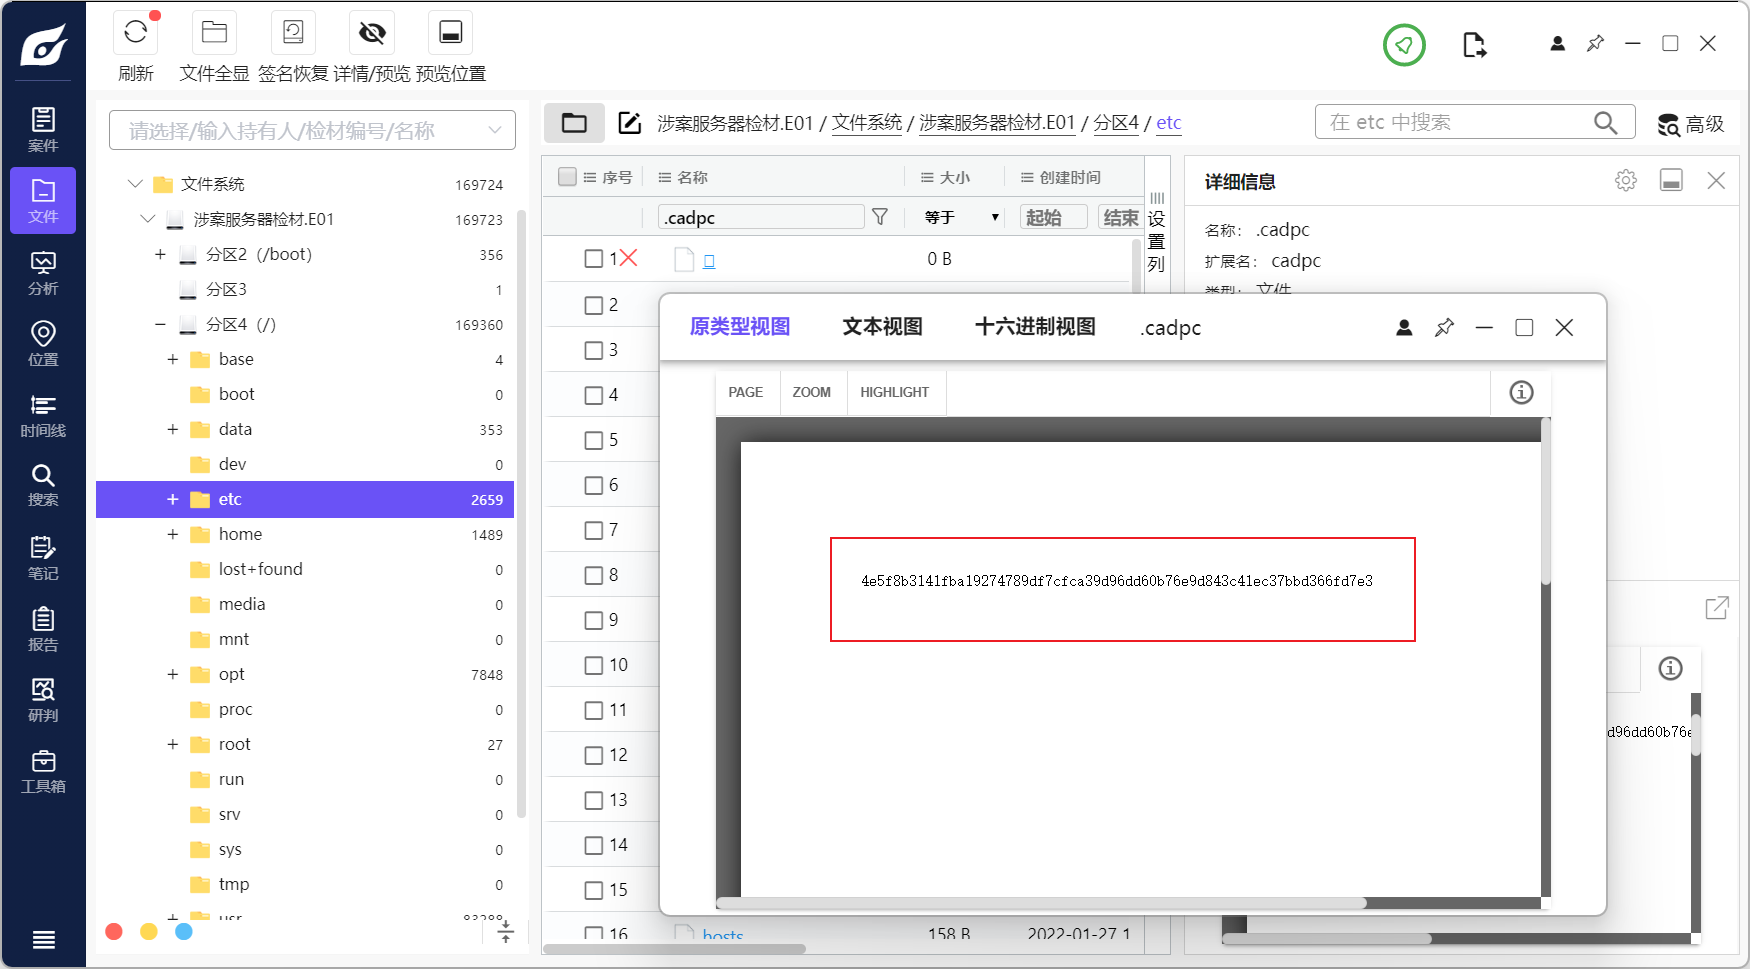 刷新
文件全显
签名恢复
详情/预览
预览位置
案件
文件
分析
位置
时间线
搜索
笔记
报告
研判
工具箱
请选择/输入持有人/检材编号/名称
文件系统 169724
涉案服务器检材.E01 169723
+ 分区2（/boot） 356
分区3 1
− 分区4（/） 169360
+ base 4
boot 0
+ data 353
dev 0
+ etc 2659
+ home 1489
lost+found 0
media 0
mnt 0
+ opt 7848
proc 0
+ root 27
run 0
srv 0
sys 0
tmp 0
+ usr 83288
涉案服务器检材.E01 / 文件系统 / 涉案服务器检材.E01 / 分区4 / etc
在 etc 中搜索
高级
序号 名称 大小 创建时间
.cadpc 等于 起始 结束
设置列
1 0 B
2
3
4
5
6
7
8
9
10
11
12
13
14
15
16 hosts 158 B 2022-01-27 1
详细信息
名称： .cadpc
扩展名： cadpc
类型： 文件
原类型视图 文本视图 十六进制视图 .cadpc
PAGE ZOOM HIGHLIGHT
4e5f8b3141fba19274789df7cfca39d96dd60b76e9d843c41ec37bbd366fd7e3
d96dd60b76e